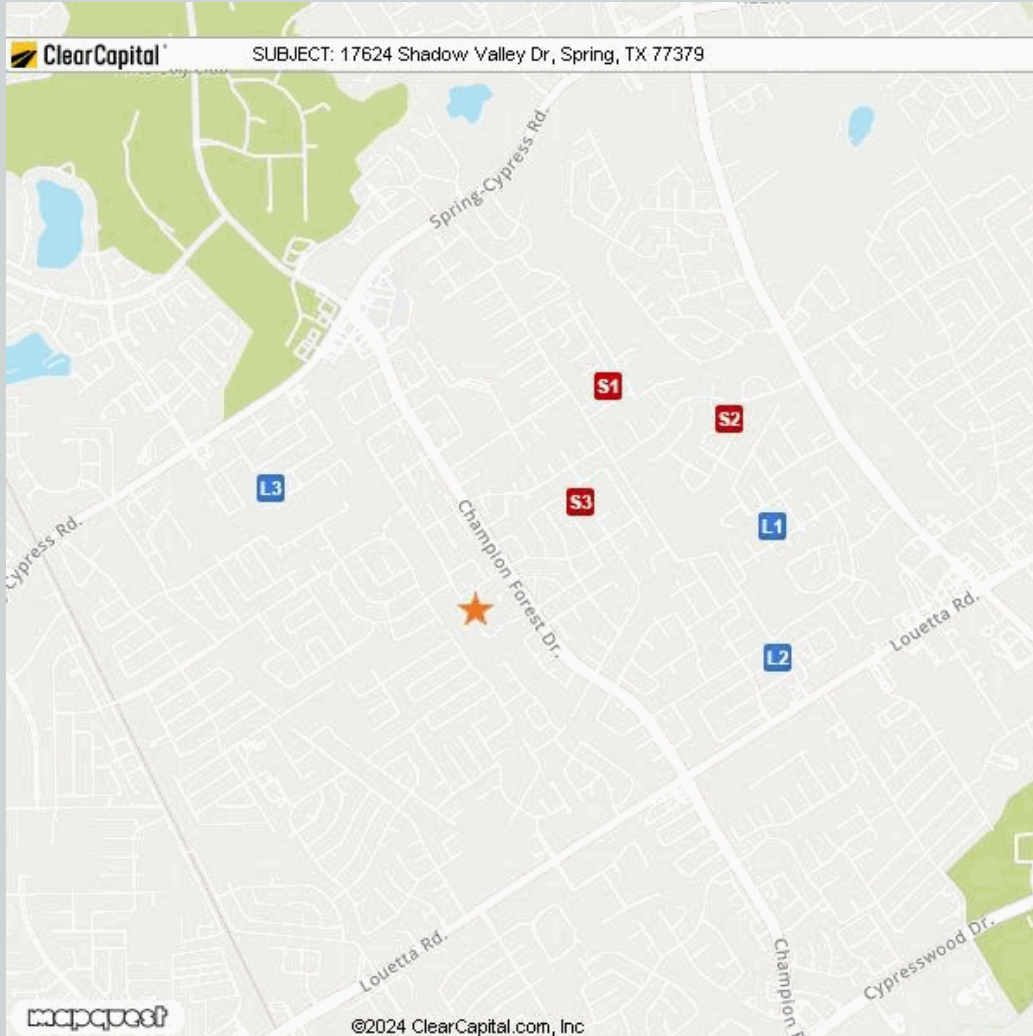 ClearCapital
SUBJECT: 17624 Shadow Valley Dr, Spring, TX 77379
Spring-Cypress Rd.
S1
S2
L3
S3
Champion Forest Dr.
L1
Cypress Rd.
Louetta Rd.
L2
Louetta Rd.
Cypresswood Dr.
Champion F
mapquest
©2024 ClearCapital.com, Inc